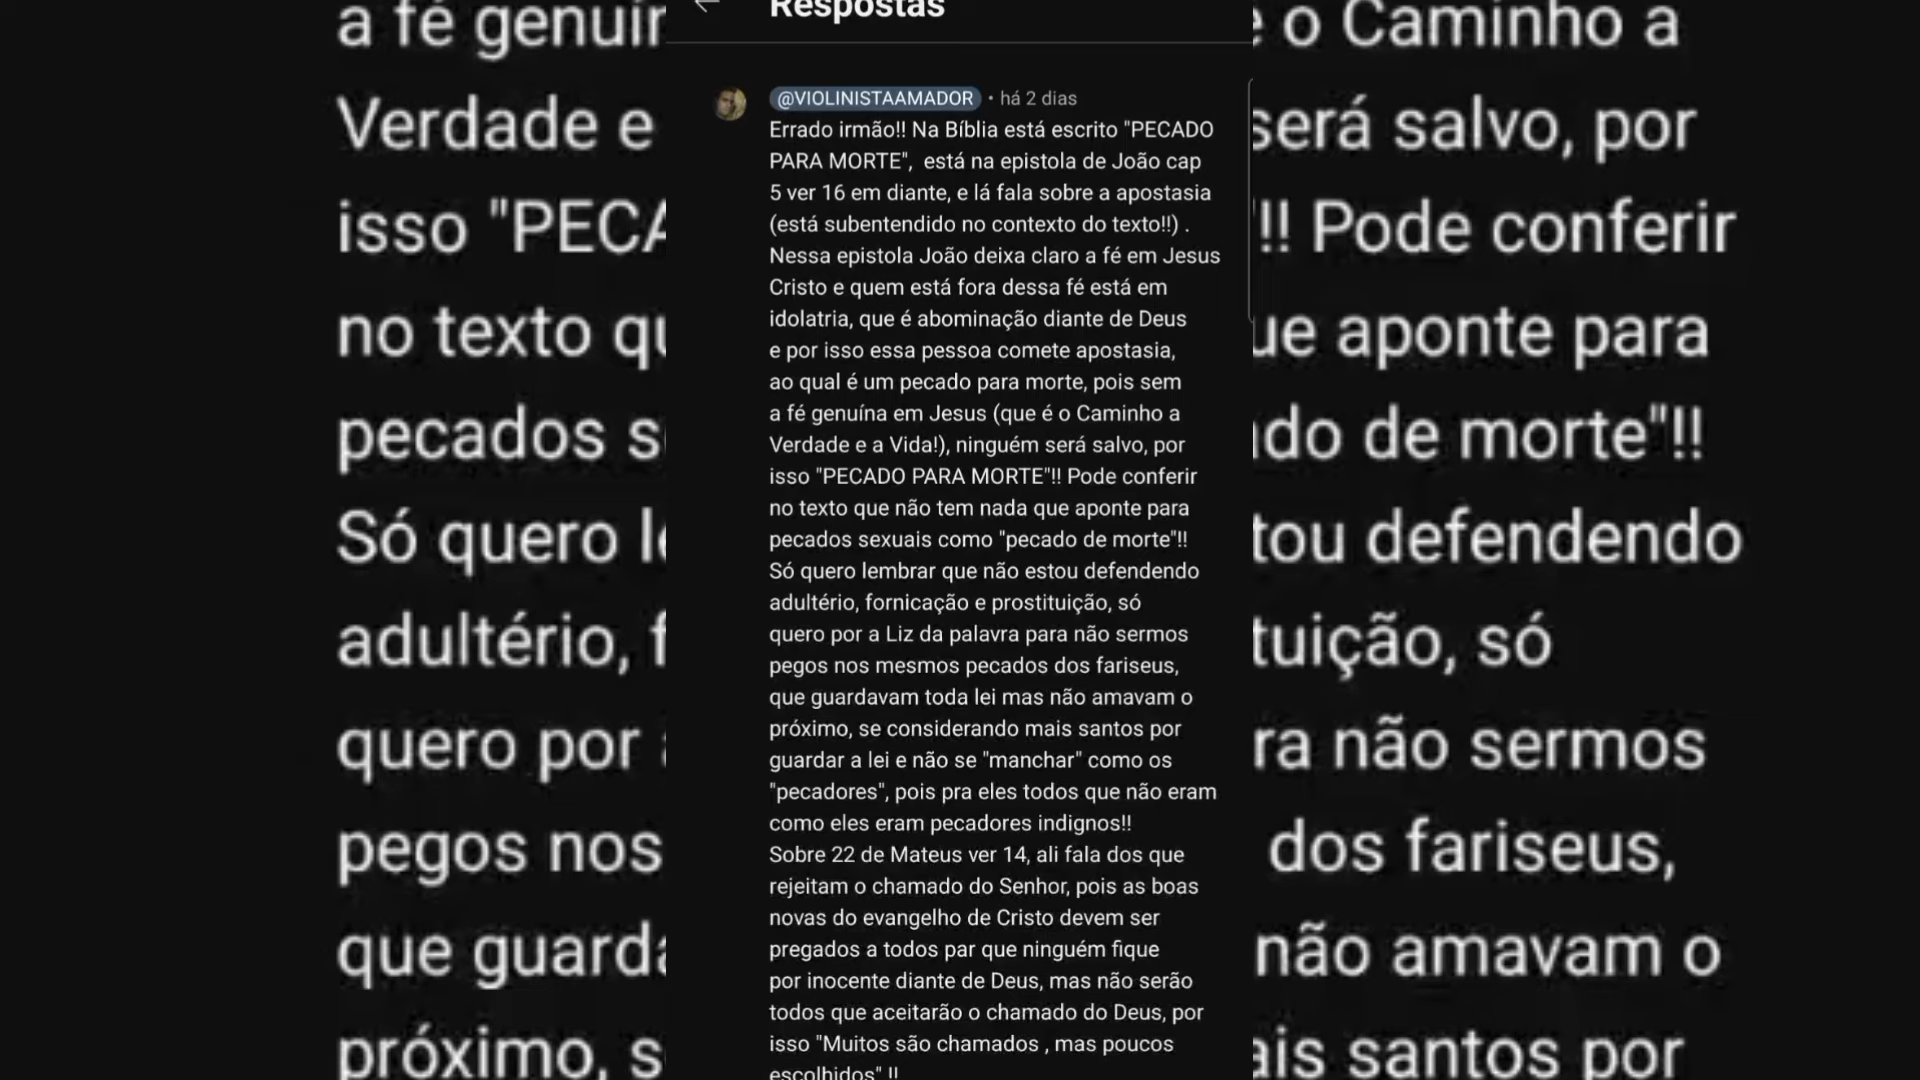 Respostas
@VIOLINISTAAMADOR • há 2 dias
Errado irmão!! Na Bíblia está escrito "PECADO
PARA MORTE", está na epistola de João cap
5 ver 16 em diante, e lá fala sobre a apostasia
(está subentendido no contexto do texto!!) .
Nessa epistola João deixa claro a fé em Jesus
Cristo e quem está fora dessa fé está em
idolatria, que é abominação diante de Deus
e por isso essa pessoa comete apostasia,
ao qual é um pecado para morte, pois sem
a fé genuína em Jesus (que é o Caminho a
Verdade e a Vida!), ninguém será salvo, por
isso "PECADO PARA MORTE"!! Pode conferir
no texto que não tem nada que aponte para
pecados sexuais como "pecado de morte"!!
Só quero lembrar que não estou defendendo
adultério, fornicação e prostituição, só
quero por a Liz da palavra para não sermos
pegos nos mesmos pecados dos fariseus,
que guardavam toda lei mas não amavam o
próximo, se considerando mais santos por
guardar a lei e não se "manchar" como os
"pecadores", pois pra eles todos que não eram
como eles eram pecadores indignos!!
Sobre 22 de Mateus ver 14, ali fala dos que
rejeitam o chamado do Senhor, pois as boas
novas do evangelho de Cristo devem ser
pregados a todos par que ninguém fique
por inocente diante de Deus, mas não serão
todos que aceitarão o chamado do Deus, por
isso "Muitos são chamados , mas poucos
escolhidos" !!
a fé genuín
Verdade e
isso "PECA
no texto qu
pecados s
Só quero le
adultério, f
quero por a
pegos nos
que guarda
próximo, s
e o Caminho a
será salvo, por
!! Pode conferir
ue aponte para
do de morte"!!
tou defendendo
tuição, só
ra não sermos
dos fariseus,
não amavam o
ais santos por